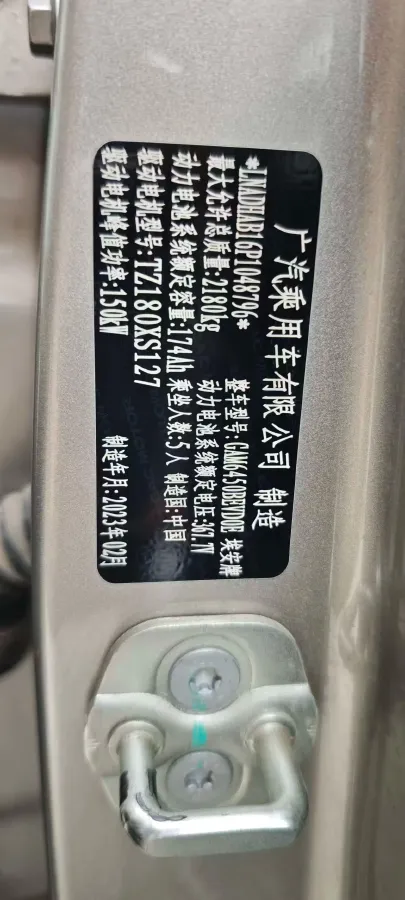 广汽乘用车有限公司 制造
*LNADHAB16P1048796* 整车型号:GAM6450BEVD0E 埃安牌
最大允许总质量:2180kg 动力电池系统额定电压:362.7V
动力电池系统额定容量:174Ah 乘坐人数:5人 制造国:中国
驱动电机型号:TZ180XS127
驱动电机峰值功率:150KW 制造年月:2023年02月